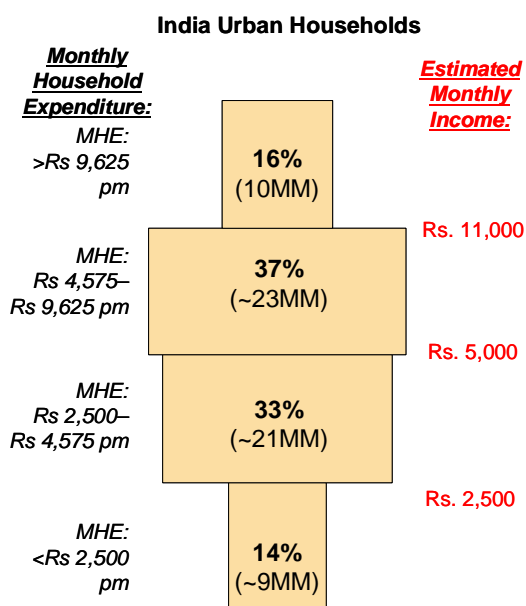 India Urban Households
Monthly
Household
Expenditure:
Estimated
Monthly
Income:
MHE:
>Rs 9,625
pm
16%
(10MM)
Rs. 11,000
MHE:
Rs 4,575–
Rs 9,625 pm
37%
(~23MM)
Rs. 5,000
MHE:
Rs 2,500–
Rs 4,575 pm
33%
(~21MM)
Rs. 2,500
MHE:
<Rs 2,500
pm
14%
(~9MM)